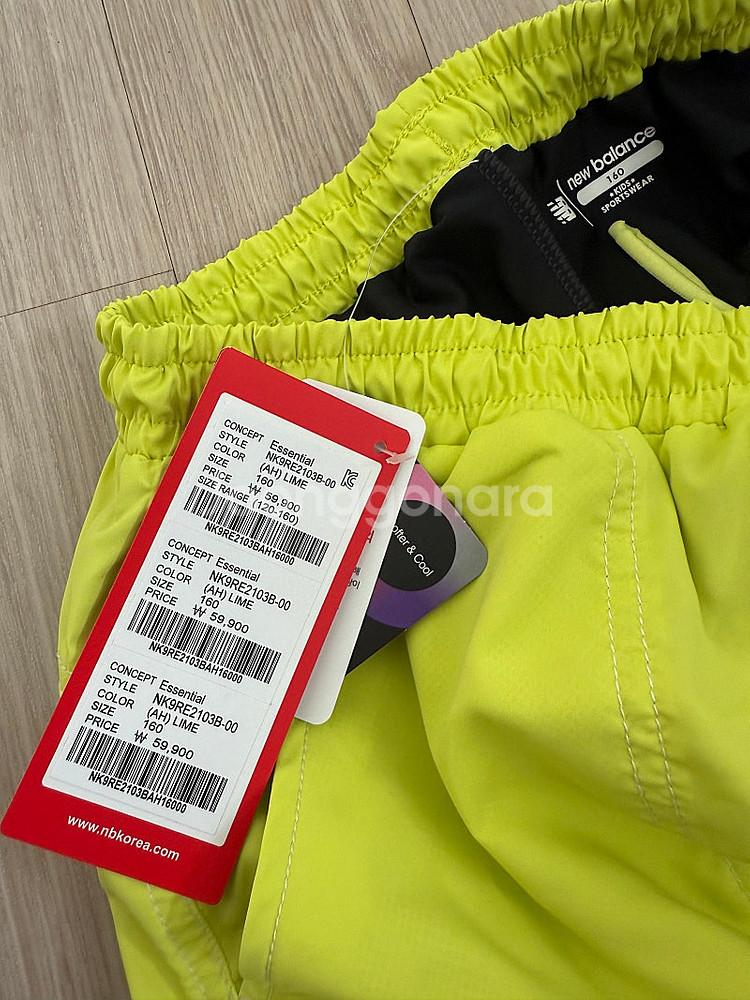 new balance
160
★KIDS★
SPORTSWEAR
CONCEPT Essential
STYLE NK9RE2103B-00
COLOR (AH) LIME
SIZE 160
PRICE ₩ 59,900
SIZE RANGE (120-160)
NK9RE2103BAH16000
CONCEPT Essential
STYLE NK9RE2103B-00
COLOR (AH) LIME
SIZE 160
PRICE ₩ 59,900
NK9RE2103BAH16000
CONCEPT Essential
STYLE NK9RE2103B-00
COLOR (AH) LIME
SIZE 160
PRICE ₩ 59,900
NK9RE2103BAH16000
www.nbkorea.com
& Cool